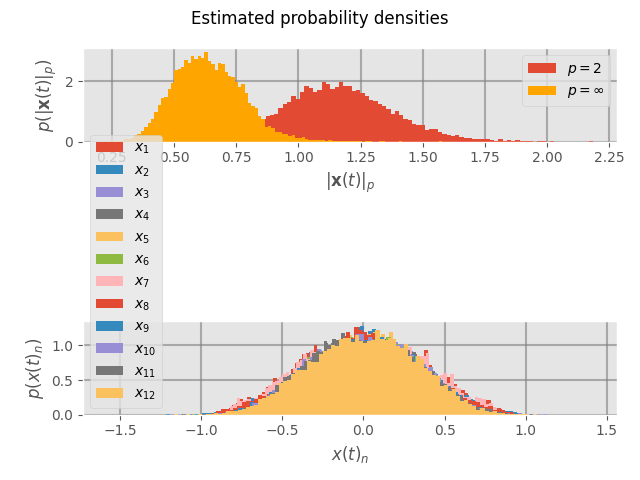 Estimated probability densities
p(|x(t)|ₚ)
2
0
p = 2
p = ∞
0.25 0.50 0.75 1.00 1.25 1.50 1.75 2.00 2.25
|x(t)|ₚ
x₁
x₂
x₃
x₄
x₅
x₆
x₇
x₈
x₉
x₁₀
x₁₁
x₁₂
p(x(t)ₙ)
1.0
0.5
0.0
−1.5 −1.0 −0.5 0.0 0.5 1.0 1.5
x(t)ₙ